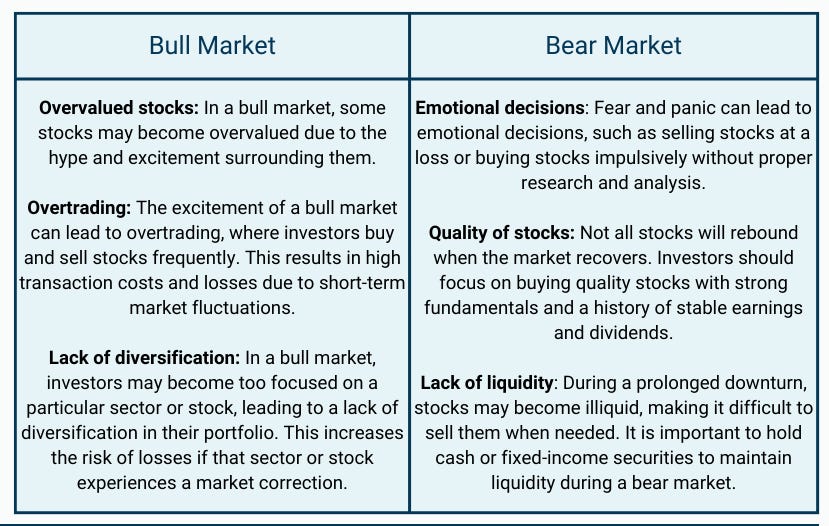 Bull Market
Overvalued stocks: In a bull market, some
stocks may become overvalued due to the
hype and excitement surrounding them.
Overtrading: The excitement of a bull market
can lead to overtrading, where investors buy
and sell stocks frequently. This results in high
transaction costs and losses due to short-term
market fluctuations.
Lack of diversification: In a bull market,
investors may become too focused on a
particular sector or stock, leading to a lack of
diversification in their portfolio. This increases
the risk of losses if that sector or stock
experiences a market correction.
Bear Market
Emotional decisions: Fear and panic can lead to
emotional decisions, such as selling stocks at a
loss or buying stocks impulsively without proper
research and analysis.
Quality of stocks: Not all stocks will rebound
when the market recovers. Investors should
focus on buying quality stocks with strong
fundamentals and a history of stable earnings
and dividends.
Lack of liquidity: During a prolonged downturn,
stocks may become illiquid, making it difficult to
sell them when needed. It is important to hold
cash or fixed-income securities to maintain
liquidity during a bear market.